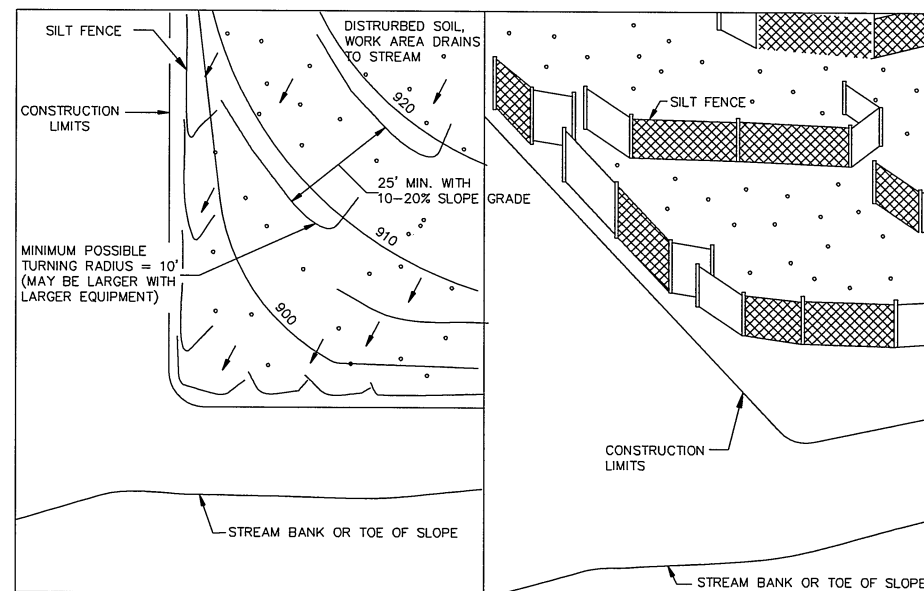 SILT FENCE
DISTRURBED SOIL,
WORK AREA DRAINS
TO STREAM
CONSTRUCTION
LIMITS
920
25' MIN. WITH
10-20% SLOPE GRADE
910
MINIMUM POSSIBLE
TURNING RADIUS = 10'
(MAY BE LARGER WITH
LARGER EQUIPMENT)
900
STREAM BANK OR TOE OF SLOPE
SILT FENCE
CONSTRUCTION
LIMITS
STREAM BANK OR TOE OF SLOPE